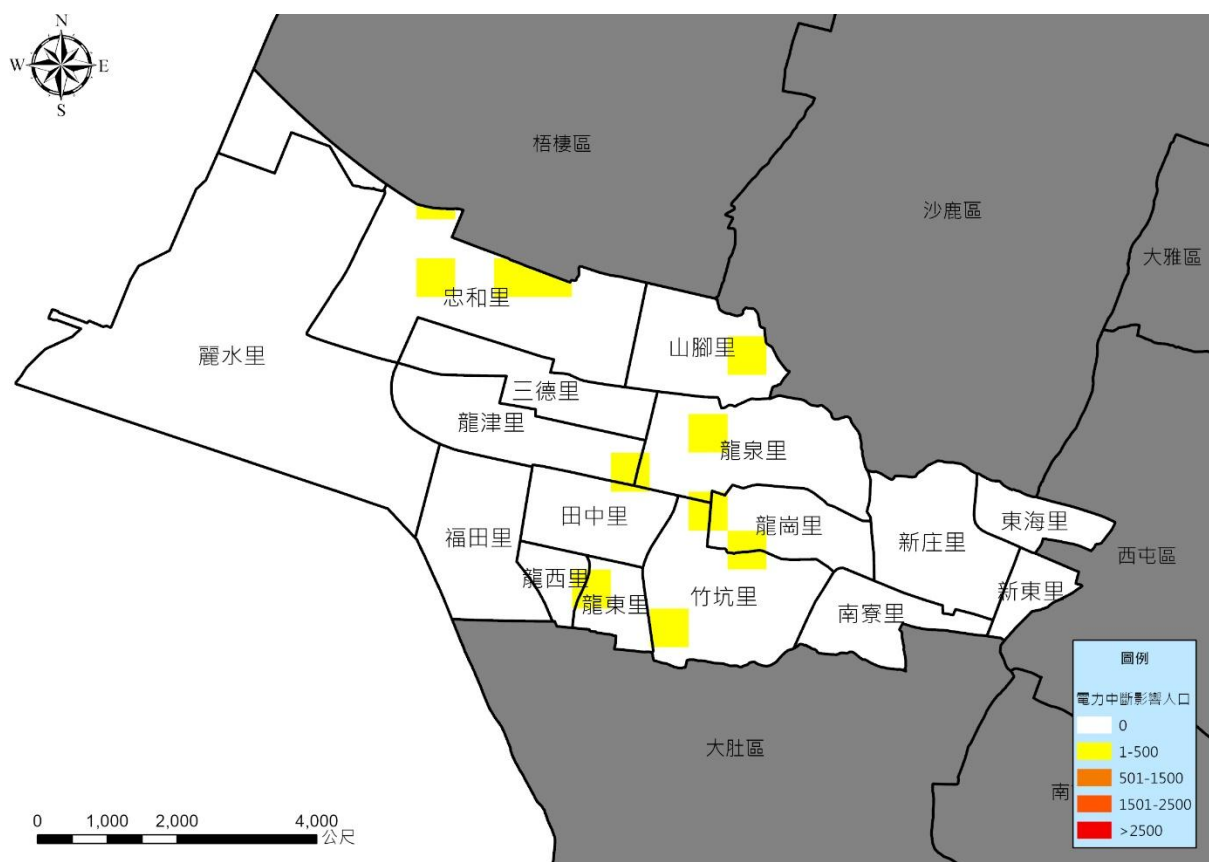 N
W
E
S
梧棲區
沙鹿區
大雅區
忠和里
麗水里
山腳里
三德里
龍津里
龍泉里
田中里
龍崗里
東海里
福田里
新庄里
西屯區
龍西里
龍東里
竹坑里
新東里
南寮里
大肚區
南
圖例
電力中斷影響人口
0
1-500
501-1500
1501-2500
>2500
0 1,000 2,000 4,000
公尺